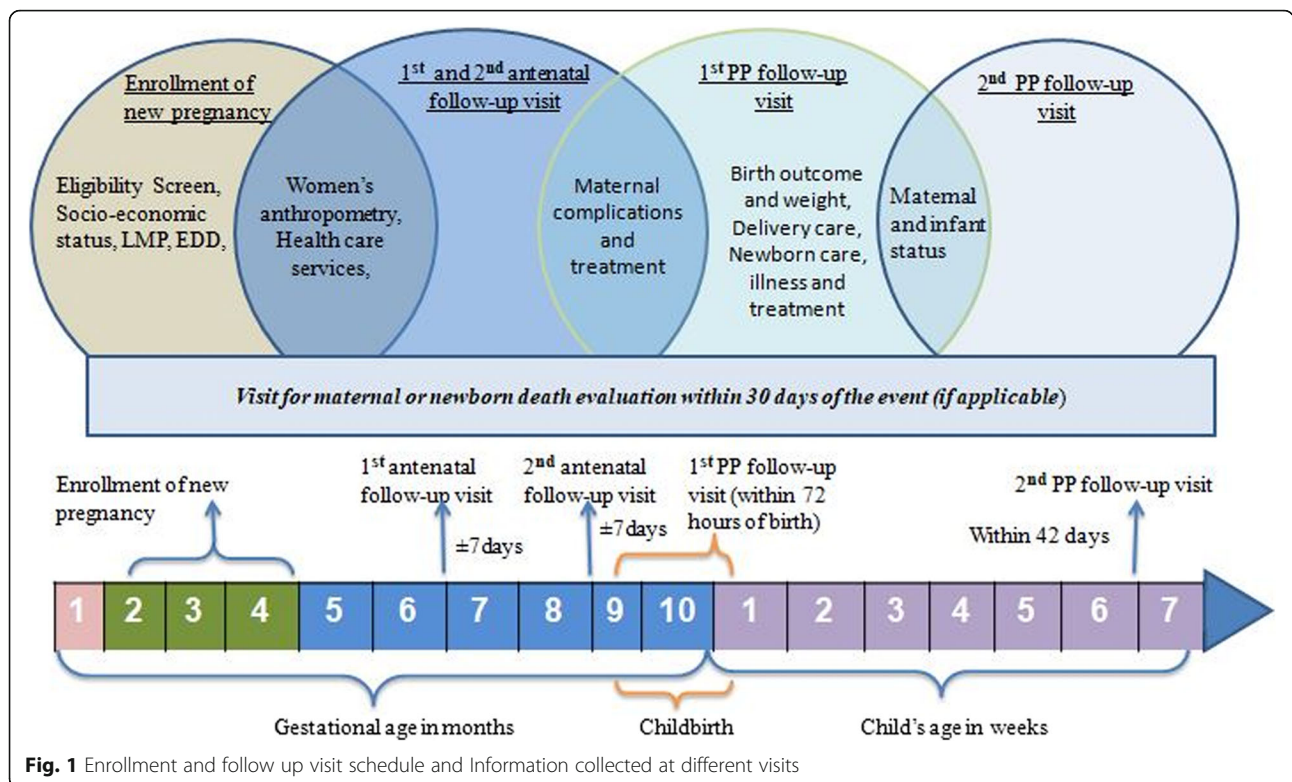 Enrollment of
new pregnancy
Eligibility Screen,
Socio-economic
status, LMP, EDD,
Women's
anthropometry,
Health care
services,
1st and 2nd antenatal
follow-up visit
Maternal
complications
and
treatment
1st PP follow-up
visit
Birth outcome
and weight,
Delivery care,
Newborn care,
illness and
treatment
Maternal
and infant
status
2nd PP follow-up
visit
Visit for maternal or newborn death evaluation within 30 days of the event (if applicable)
Enrollment of new
pregnancy
1st antenatal
follow-up visit
±7days
2nd antenatal
follow-up visit
±7days
1st PP follow-up
visit (within 72
hours of birth)
2nd PP follow-up visit
Within 42 days
1 2 3 4 5 6 7 8 9 10 1 2 3 4 5 6 7
Gestational age in months
Childbirth
Child's age in weeks
Fig. 1 Enrollment and follow up visit schedule and Information collected at different visits